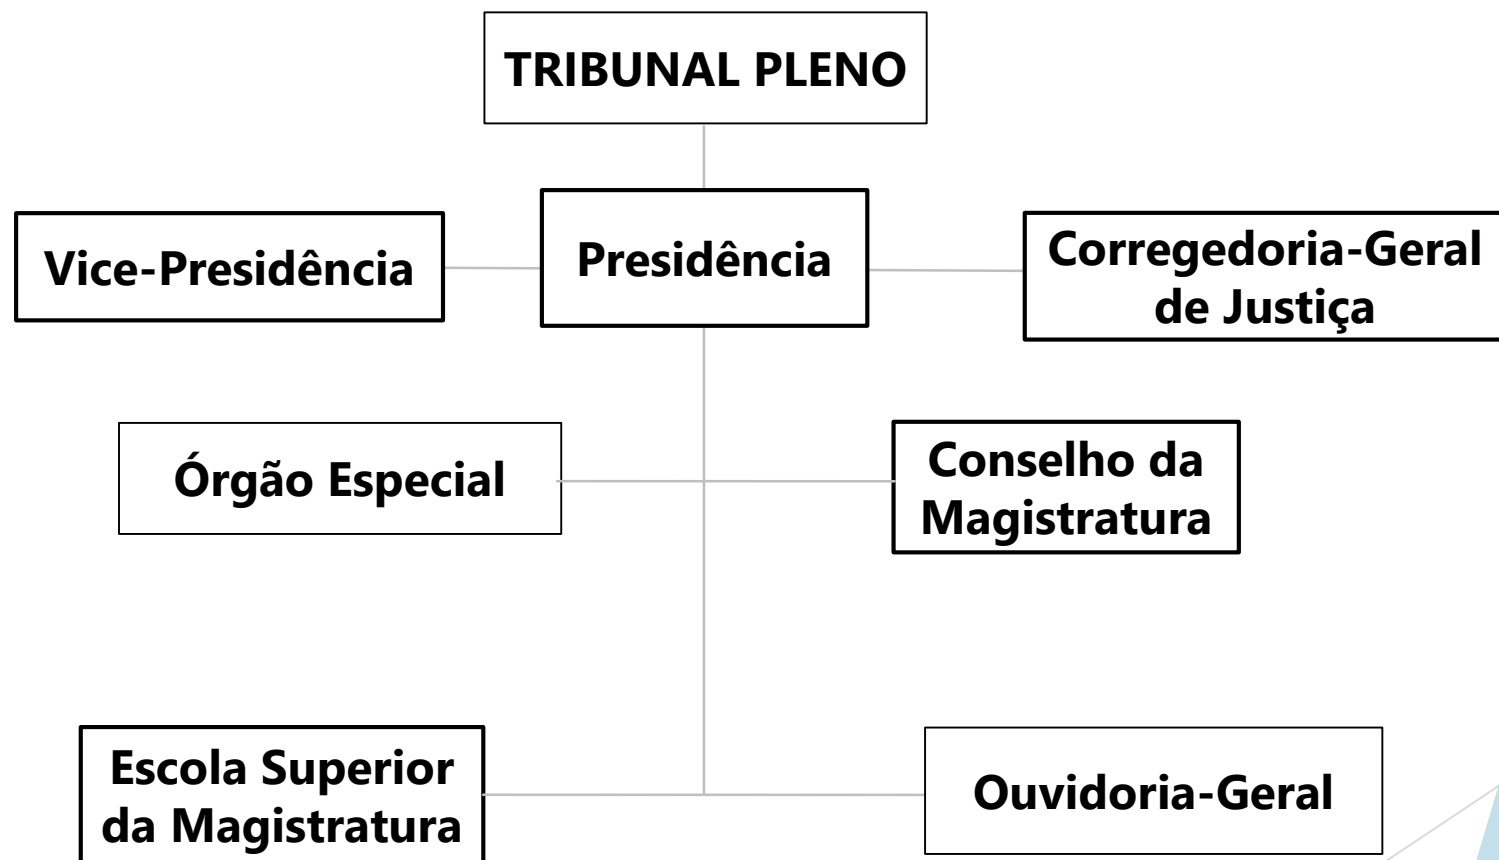 TRIBUNAL PLENO
Vice-Presidência
Presidência
Corregedoria-Geral
de Justiça
Órgão Especial
Conselho da
Magistratura
Escola Superior
da Magistratura
Ouvidoria-Geral